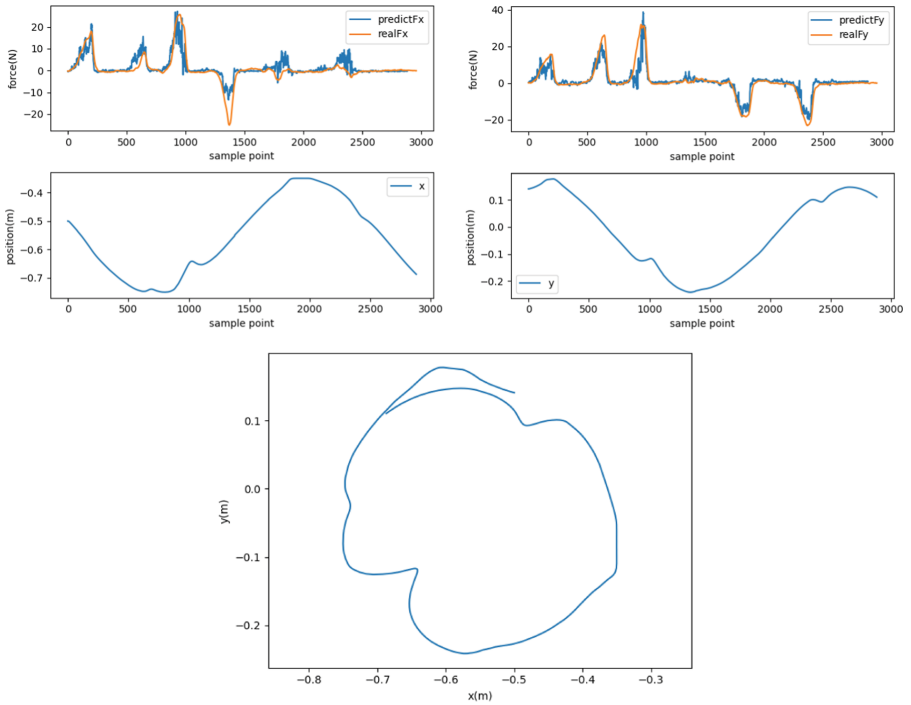 predictFx
realFx
force(N)
20
10
0
−10
−20
0 500 1000 1500 2000 2500 3000
sample point
predictFy
realFy
force(N)
40
20
0
−20
0 500 1000 1500 2000 2500 3000
sample point
x
position(m)
−0.4
−0.5
−0.6
−0.7
0 500 1000 1500 2000 2500 3000
sample point
y
position(m)
0.1
0.0
−0.1
−0.2
0 500 1000 1500 2000 2500 3000
sample point
y(m)
0.1
0.0
−0.1
−0.2
−0.8 −0.7 −0.6 −0.5 −0.4 −0.3
x(m)